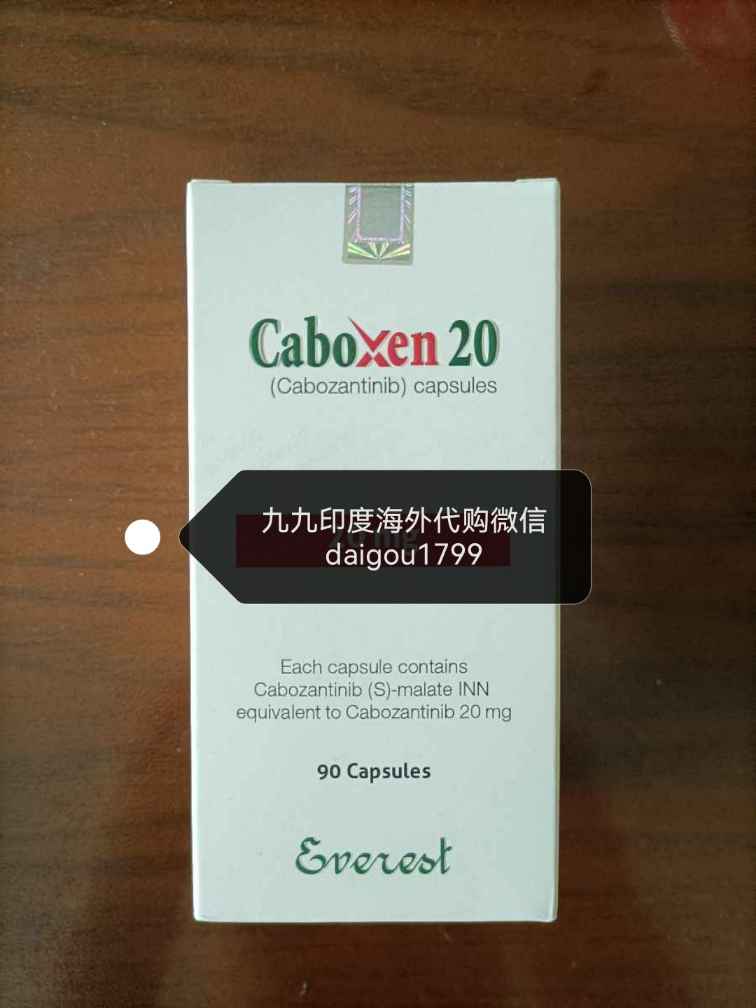 CaboXen 20
(Cabozantinib) capsules
九九印度海外代购微信
daigou1799
Each capsule contains
Cabozantinib (S)-malate INN
equivalent to Cabozantinib 20 mg
90 Capsules
Everest